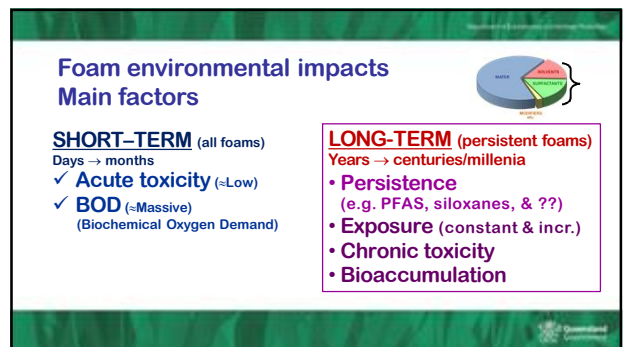 Foam environmental impacts
Main factors
WATER
SOLVENTS
SURFACTANTS
SHORT–TERM (all foams)
Days → months
✓ Acute toxicity (≈Low)
✓ BOD (≈Massive)
(Biochemical Oxygen Demand)
LONG-TERM (persistent foams)
Years → centuries/millenia
• Persistence
(e.g. PFAS, siloxanes, & ??)
• Exposure (constant & incr.)
• Chronic toxicity
• Bioaccumulation
Queensland
Government